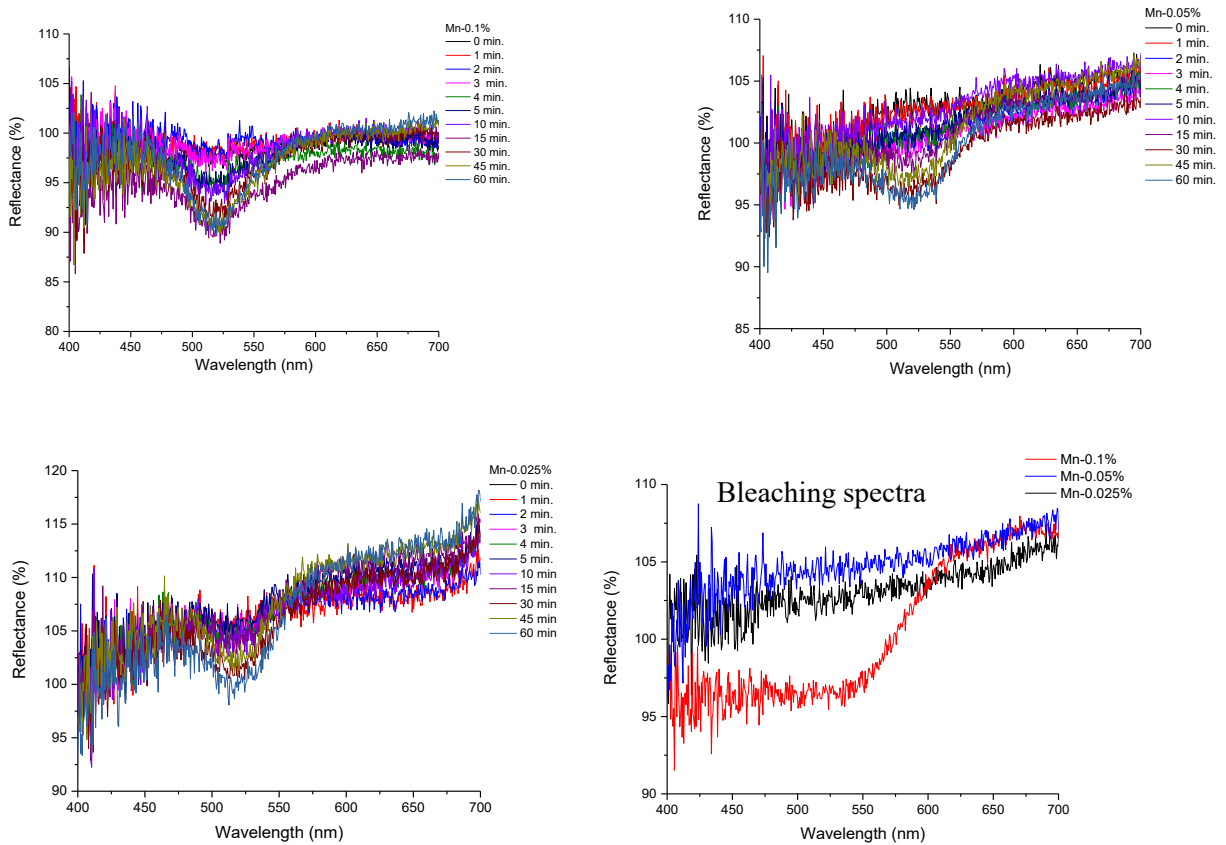 Mn-0.1%
0 min.
1 min.
2 min.
3  min.
4 min.
5 min.
10 min.
15 min.
30 min.
45 min.
60 min.
110
105
100
95
90
85
80
400 450 500 550 600 650 700
Reflectance (%)
Wavelength (nm)
Mn-0.05%
0 min.
1 min.
2 min.
3  min.
4 min.
5 min.
10 min.
15 min.
30 min.
45 min.
60 min.
110
105
100
95
90
85
400 450 500 550 600 650 700
Reflectance (%)
Wavelength (nm)
Mn-0.025%
0 min.
1 min.
2 min.
3  min.
4 min.
5 min.
10 min
15 min
30 min
45 min
60 min
120
115
110
105
100
95
90
400 450 500 550 600 650 700
Reflectance (%)
Wavelength (nm)
Bleaching spectra
Mn-0.1%
Mn-0.05%
Mn-0.025%
110
105
100
95
90
400 450 500 550 600 650 700
Reflectance (%)
Wavelength (nm)